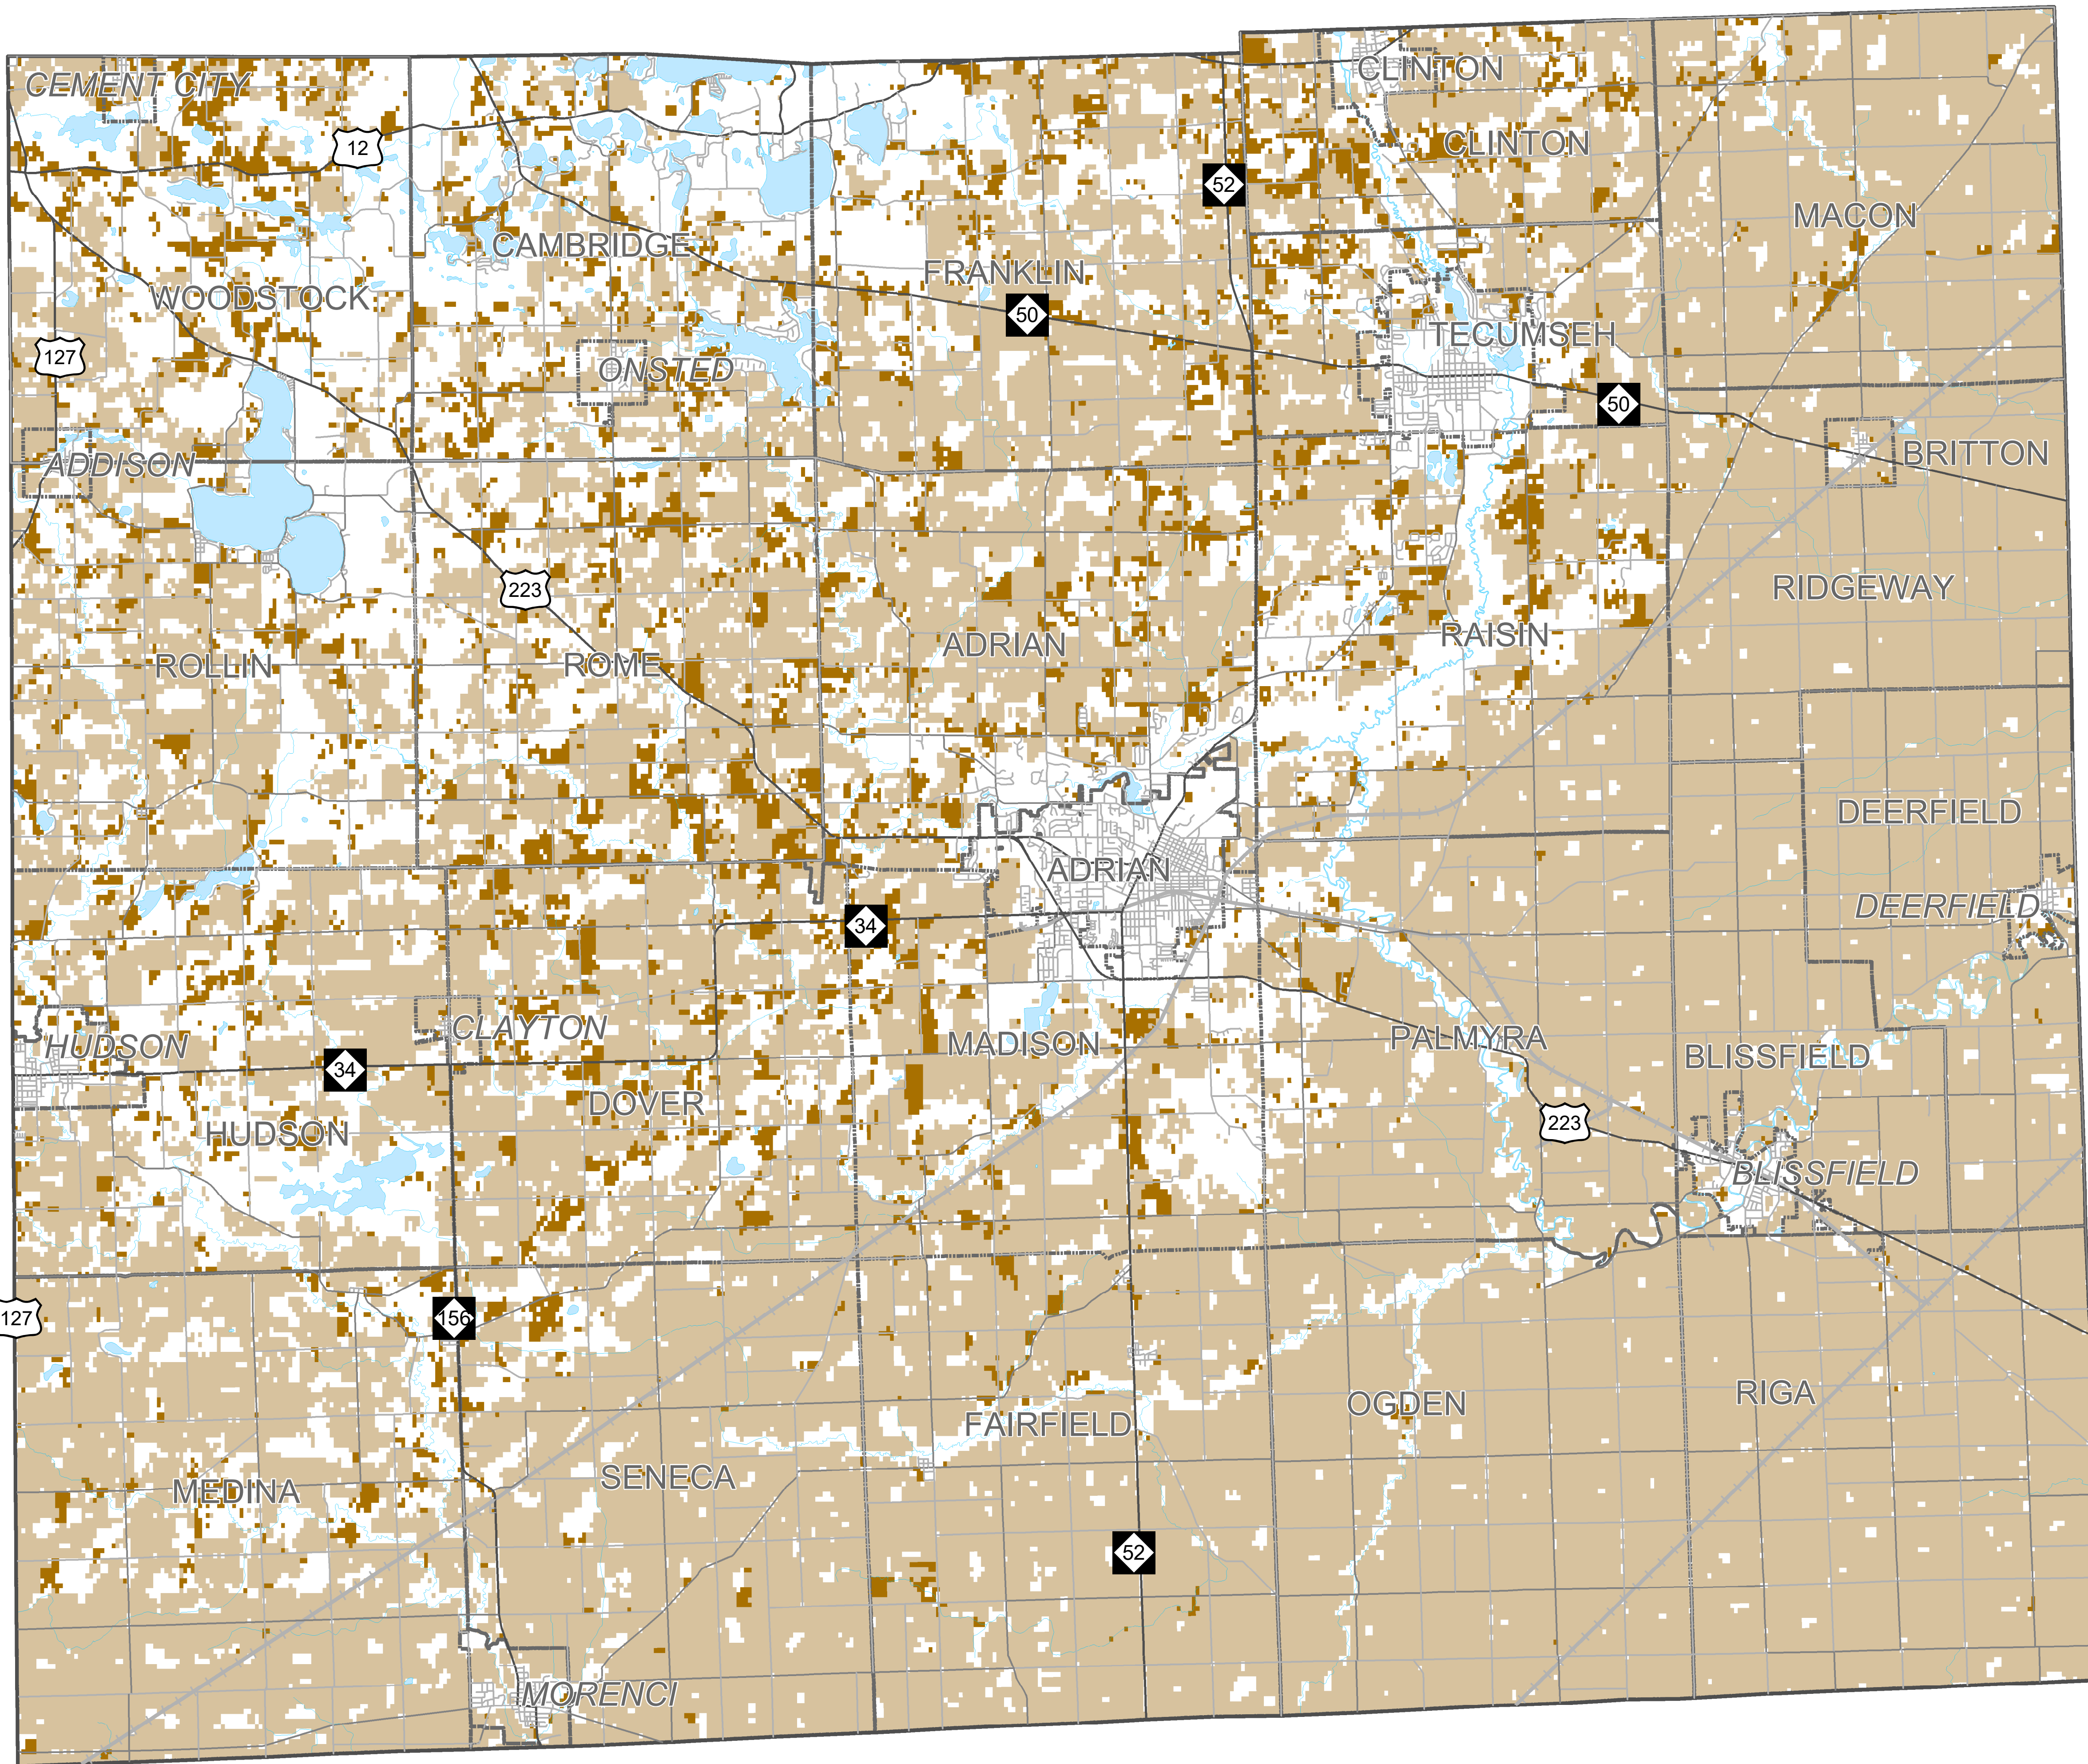 CLINTON
CEMENT CITY
CLINTON
12
52
MACON
CAMBRIDGE
FRANKLIN
WOODSTOCK
50
TECUMSEH
127
ONSTED
50
BRITTON
ADDISON
RIDGEWAY
223
RAISIN
ADRIAN
ROLLIN
ROME
DEERFIELD
ADRIAN
DEERFIELD
34
CLAYTON
PALMYRA
MADISON
HUDSON
BLISSFIELD
34
DOVER
223
HUDSON
BLISSFIELD
127
156
RIGA
OGDEN
FAIRFIELD
SENECA
MEDINA
52
MORENCI